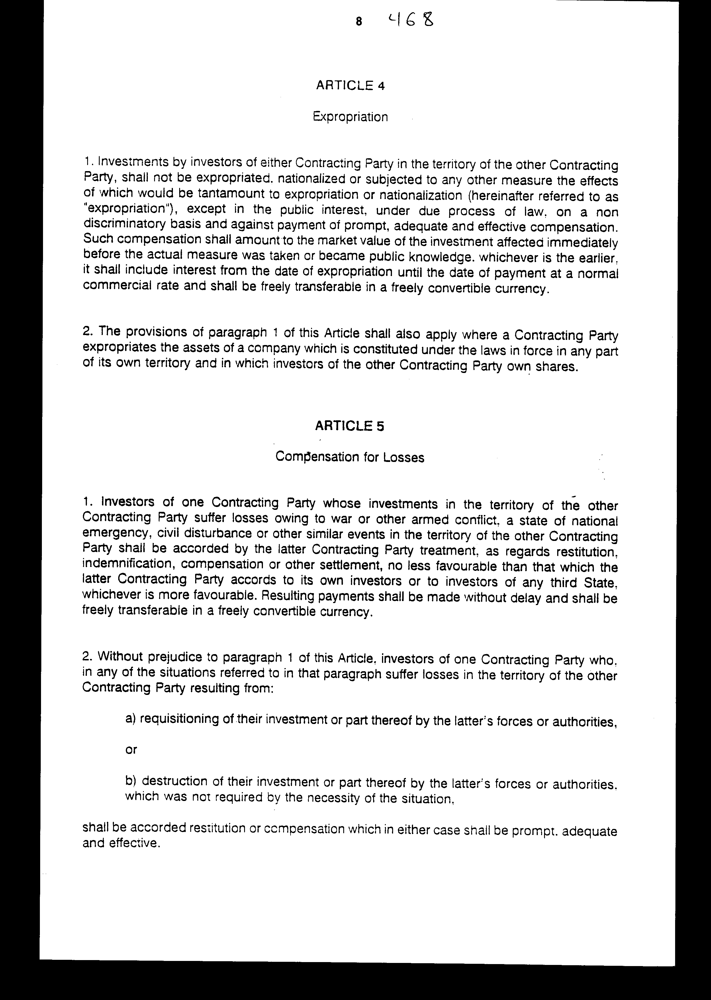 8 468
ARTICLE 4
Expropriation
1. Investments by investors of either Contracting Party in the territory of the other Contracting
Party, shall not be expropriated, nationalized or subjected to any other measure the effects
of which would be tantamount to expropriation or nationalization (hereinafter referred to as
"expropriation"), except in the public interest, under due process of law, on a non
discriminatory basis and against payment of prompt, adequate and effective compensation.
Such compensation shall amount to the market value of the investment affected immediately
before the actual measure was taken or became public knowledge, whichever is the earlier,
it shall include interest from the date of expropriation until the date of payment at a normal
commercial rate and shall be freely transferable in a freely convertible currency.
2. The provisions of paragraph 1 of this Article shall also apply where a Contracting Party
expropriates the assets of a company which is constituted under the laws in force in any part
of its own territory and in which investors of the other Contracting Party own shares.
ARTICLE 5
Compensation for Losses
1. Investors of one Contracting Party whose investments in the territory of the other
Contracting Party suffer losses owing to war or other armed conflict, a state of national
emergency, civil disturbance or other similar events in the territory of the other Contracting
Party shall be accorded by the latter Contracting Party treatment, as regards restitution,
indemnification, compensation or other settlement, no less favourable than that which the
latter Contracting Party accords to its own investors or to investors of any third State,
whichever is more favourable. Resulting payments shall be made without delay and shall be
freely transferable in a freely convertible currency.
2. Without prejudice to paragraph 1 of this Article, investors of one Contracting Party who,
in any of the situations referred to in that paragraph suffer losses in the territory of the other
Contracting Party resulting from:
a) requisitioning of their investment or part thereof by the latter's forces or authorities,
or
b) destruction of their investment or part thereof by the latter's forces or authorities,
which was not required by the necessity of the situation,
shall be accorded restitution or compensation which in either case shall be prompt, adequate
and effective.